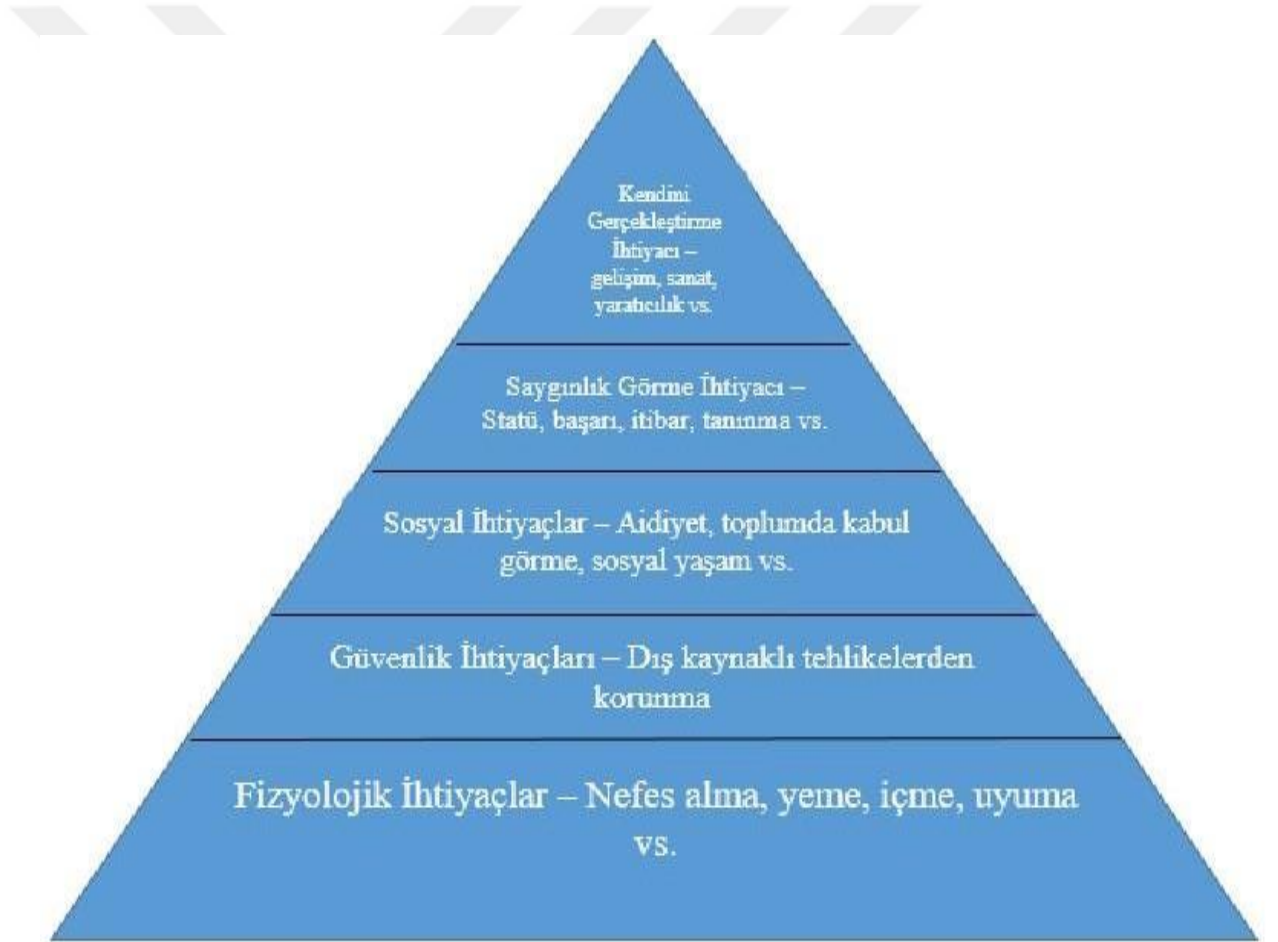 Kendini
Gerçekleştirme
İhtiyacı –
gelişim, sanat,
yaratıcılık vs.
Saygınlık Görme İhtiyacı –
Statü, başarı, itibar, tanınma vs.
Sosyal İhtiyaçlar – Aidiyet, toplumda kabul
görme, sosyal yaşam vs.
Güvenlik İhtiyaçları – Dış kaynaklı tehlikelerden
korunma
Fizyolojik İhtiyaçlar – Nefes alma, yeme, içme, uyuma
vs.